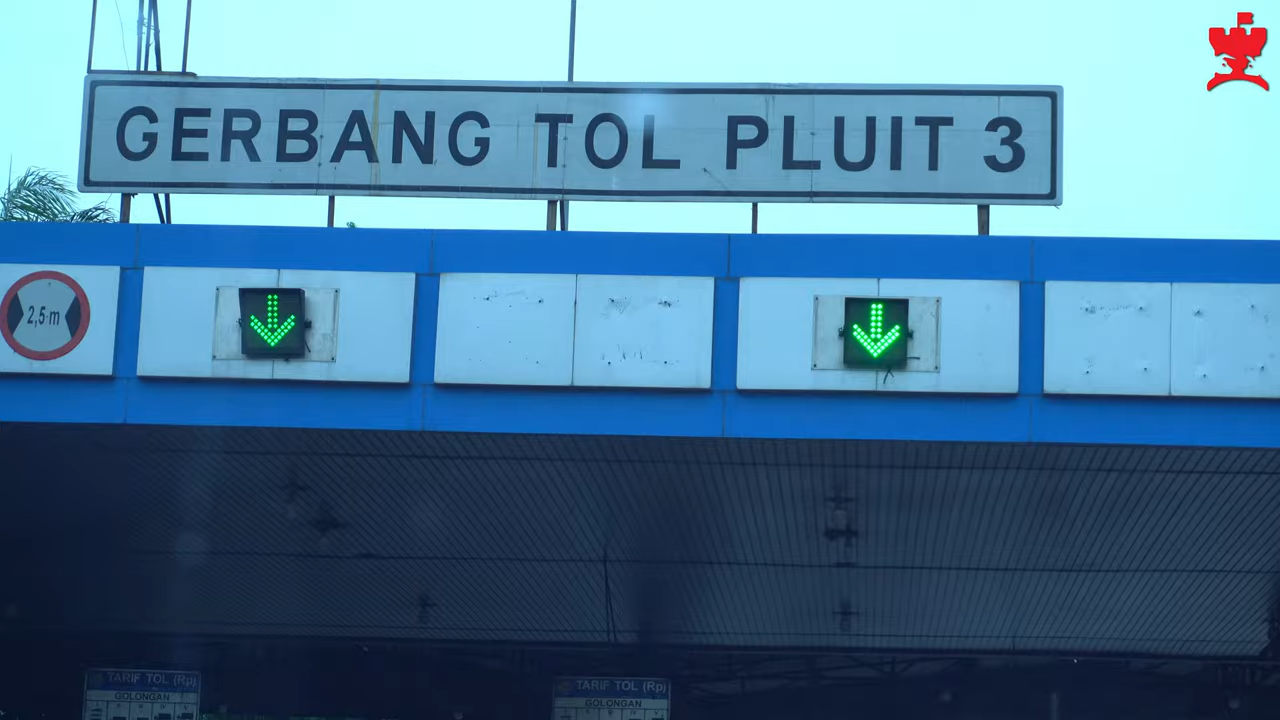 GERBANG TOL PLUIT 3
2,5 m
TARIF TOL (Rp)
GOLONGAN
TARIF TOL (Rp)
GOLONGAN